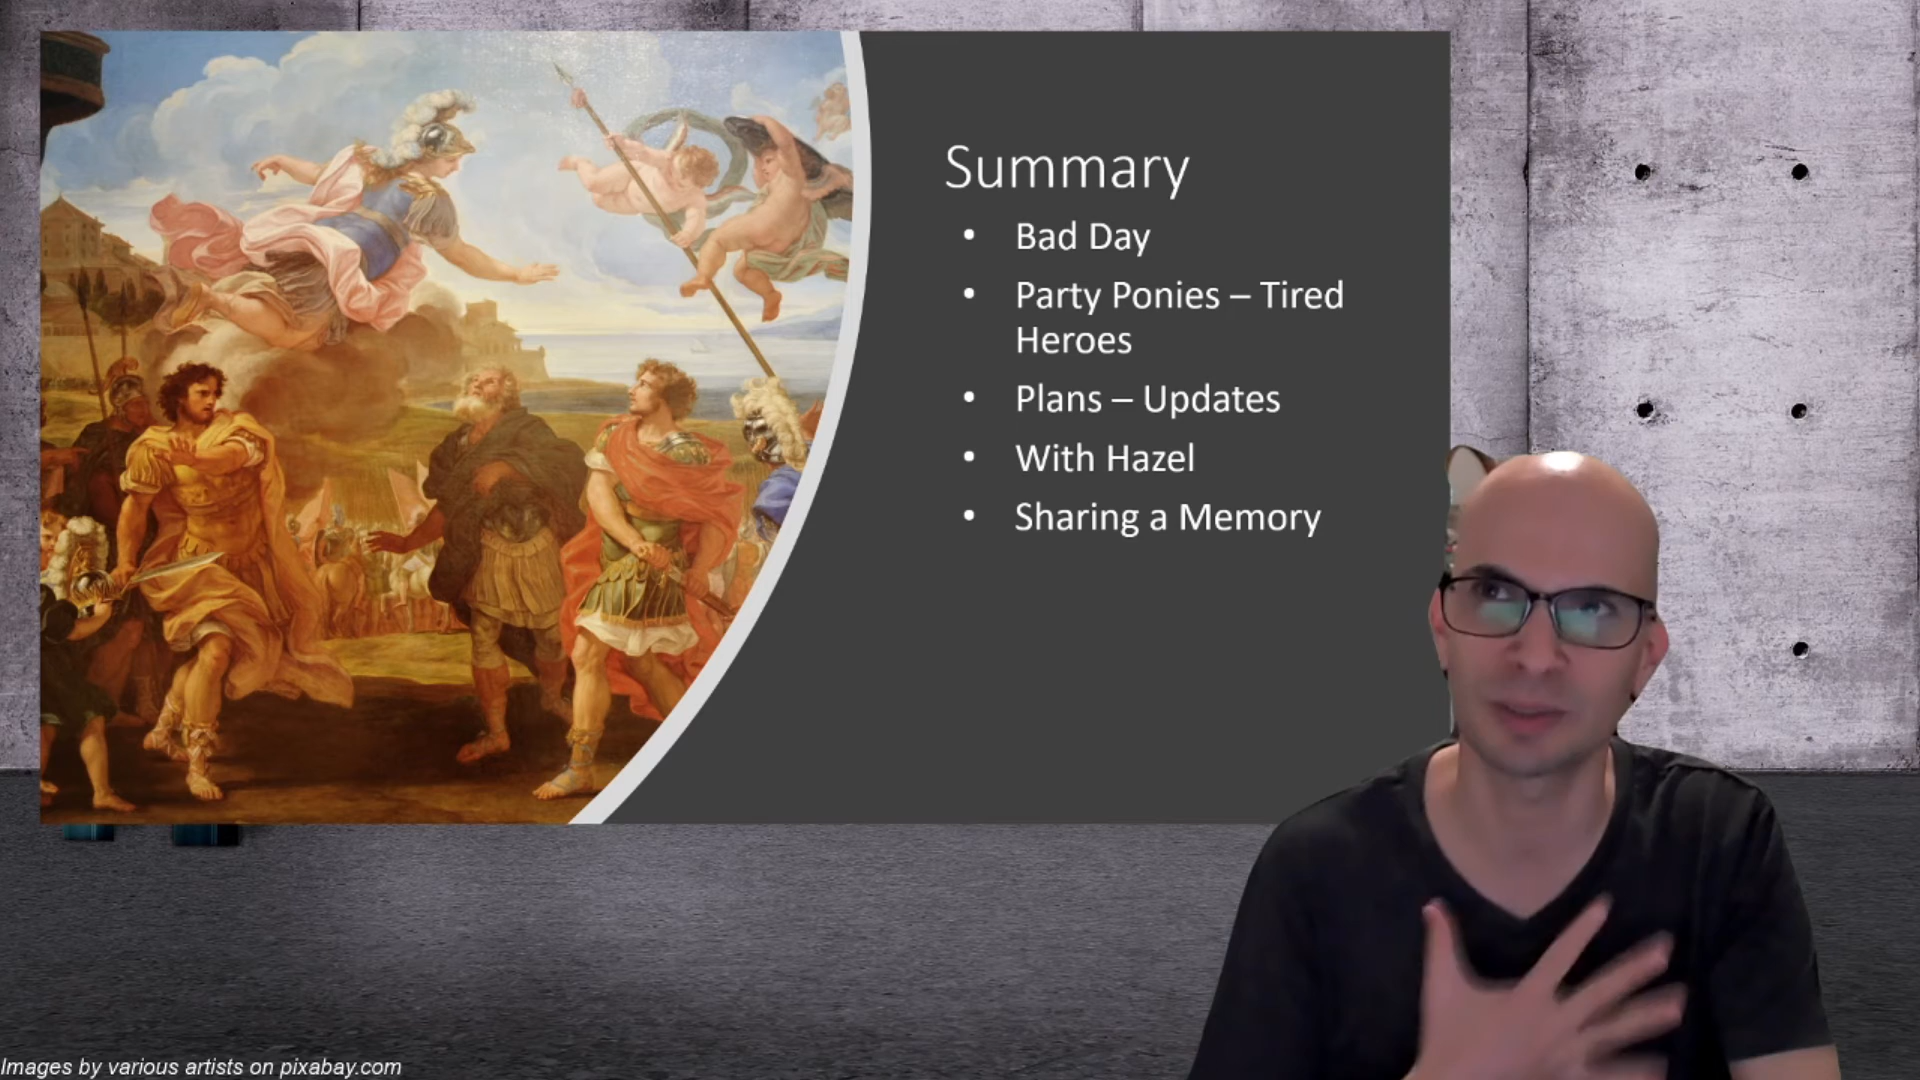 Summary
• Bad Day
• Party Ponies – Tired
Heroes
• Plans – Updates
• With Hazel
• Sharing a Memory
Images by various artists on pixabay.com